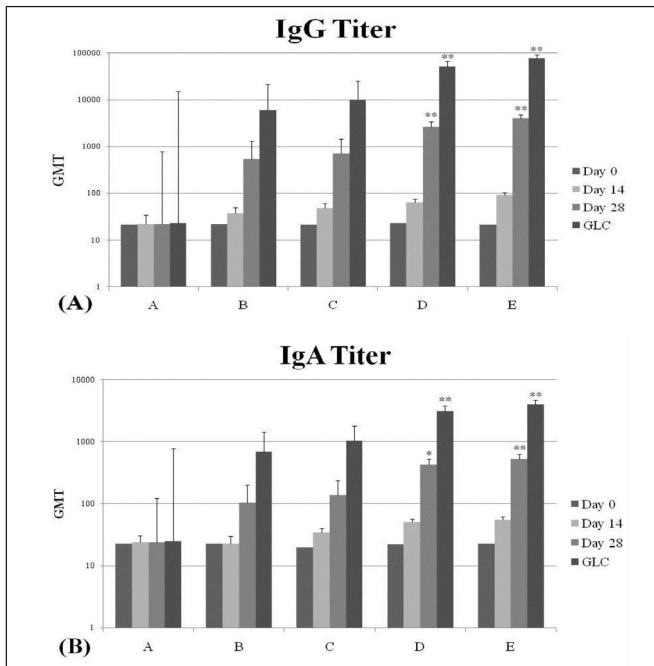 IgG Titer
100000
**
**
10000
**
**
1000
GMT
Day 0
Day 14
100
Day 28
GLC
10
1
(A)
A B C D E
IgA Titer
10000
**
**
1000
*
**
GMT
Day 0
100
Day 14
Day 28
10
GLC
1
(B)
A B C D E